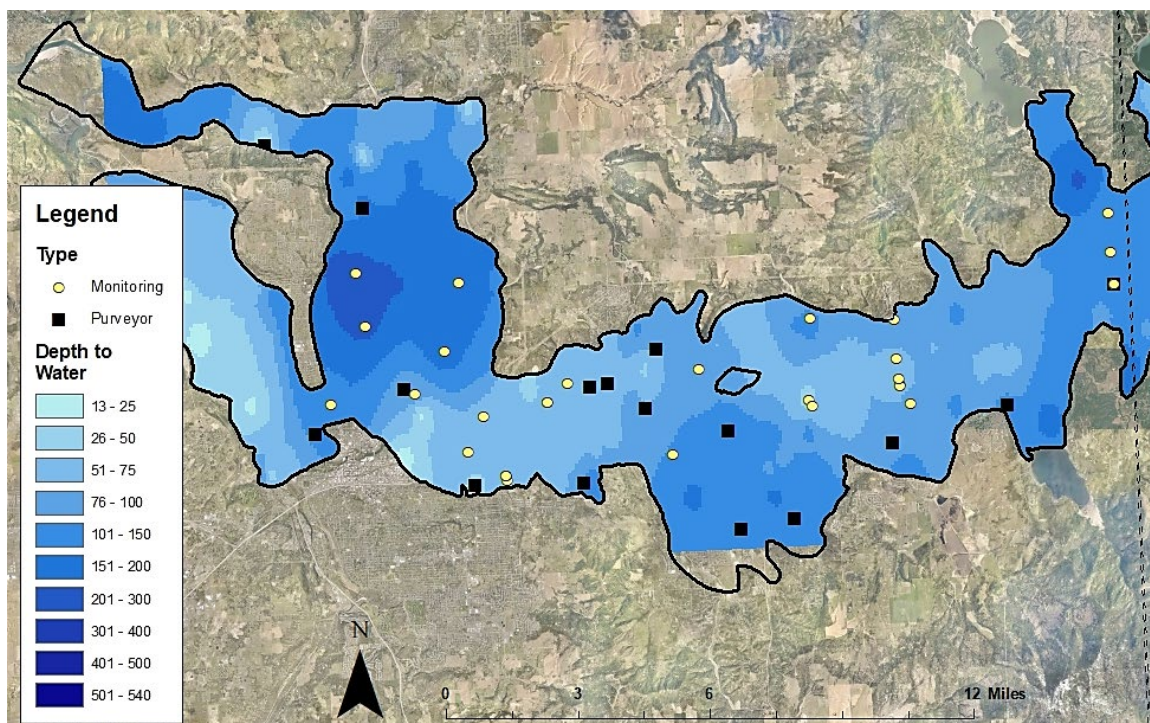 Legend
Type
Monitoring
Purveyor
Depth to
Water
13 - 25
26 - 50
51 - 75
76 - 100
101 - 150
151 - 200
201 - 300
301 - 400
401 - 500
501 - 540
N
0 3 6 12 Miles